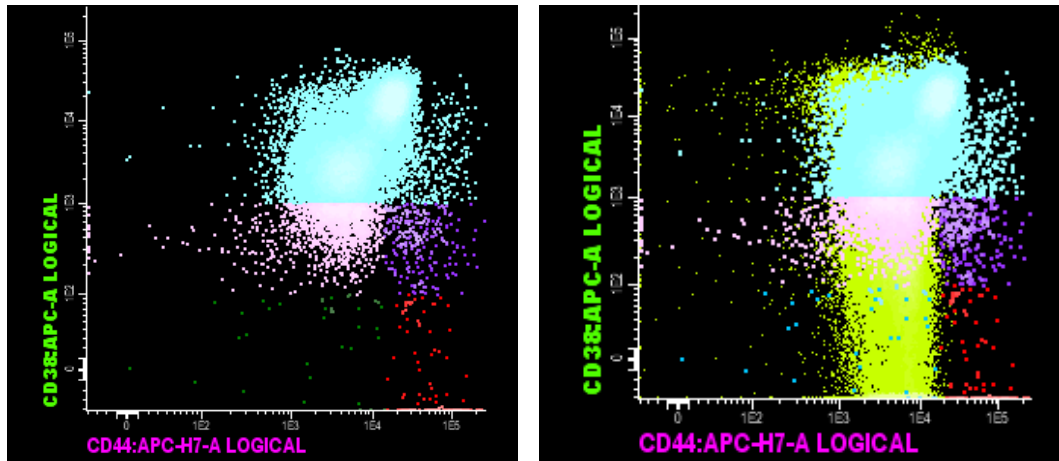 1E5
1E4
1E3
1E2
0
CD38:APC-A LOGICAL
0
1E2
1E3
1E4
1E5
CD44:APC-H7-A LOGICAL
1E5
1E4
1E3
1E2
0
CD38:APC-A LOGICAL
0
1E2
1E3
1E4
1E5
CD44:APC-H7-A LOGICAL